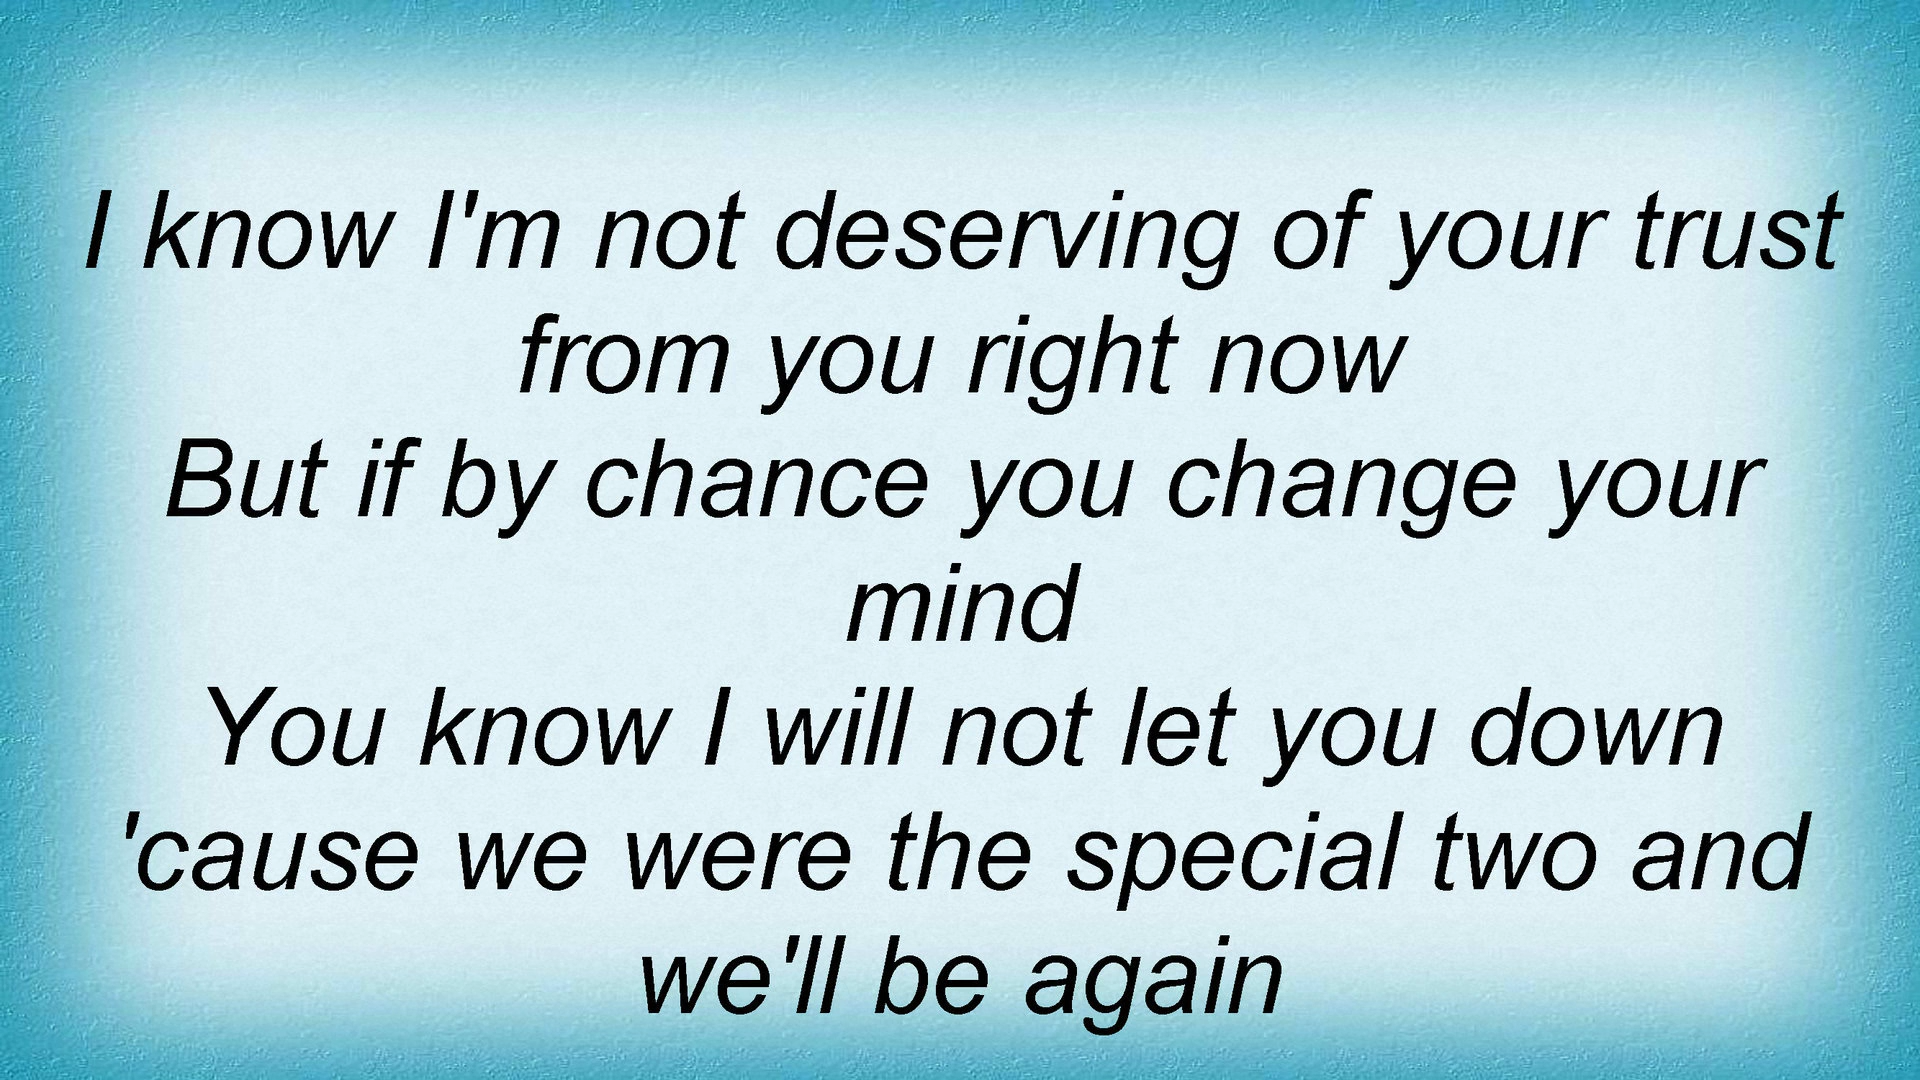 I know I'm not deserving of your trust
from you right now
But if by chance you change your
mind
You know I will not let you down
'cause we were the special two and
we'll be again